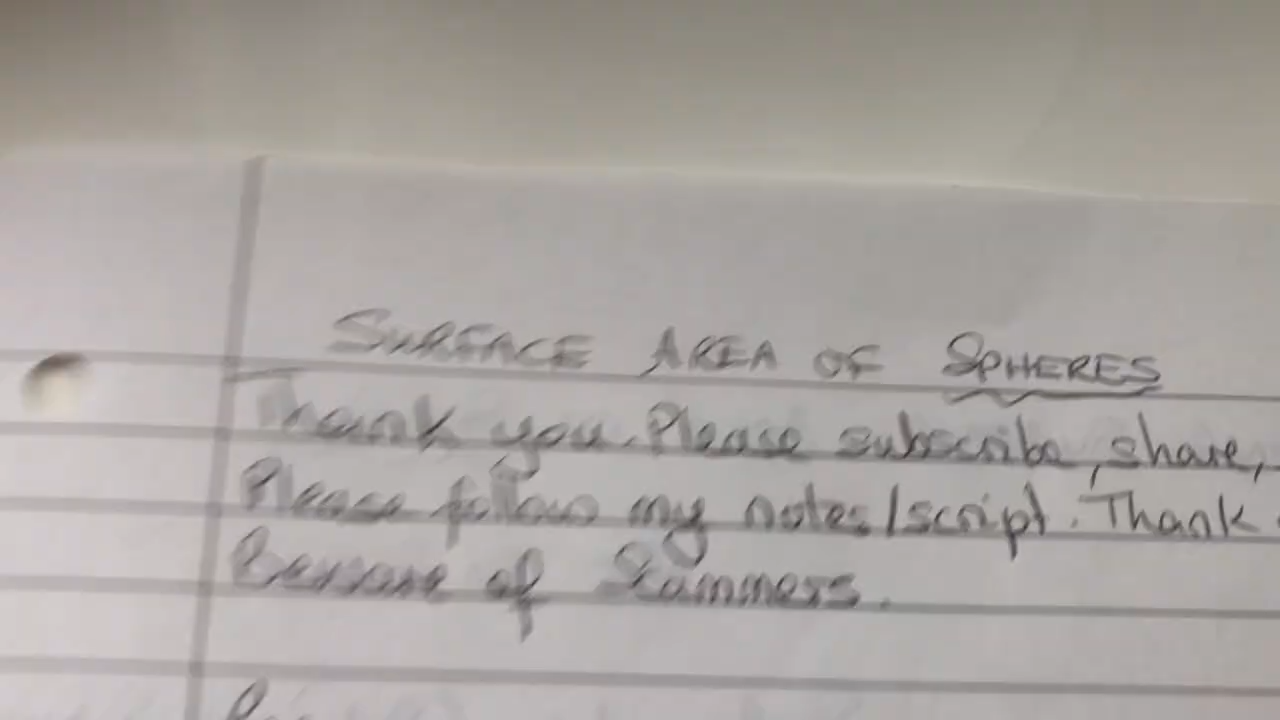 SURFACE AREA OF SPHERES
Thank you. Please subscribe, share,
Please follow my notes/script. Thank
Beware of Scammers.